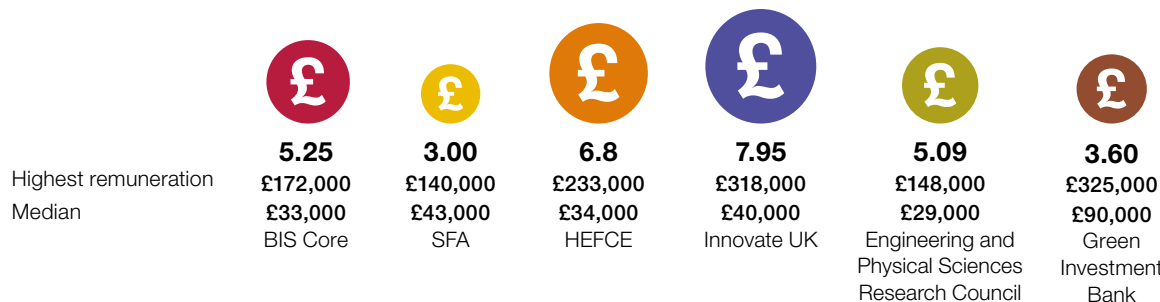 £ £ £ £ £ £
5.25 3.00 6.8 7.95 5.09 3.60
Highest remuneration £172,000 £140,000 £233,000 £318,000 £148,000 £325,000
Median £33,000 £43,000 £34,000 £40,000 £29,000 £90,000
BIS Core SFA HEFCE Innovate UK Engineering and Green
Physical Sciences Investment
Research Council Bank